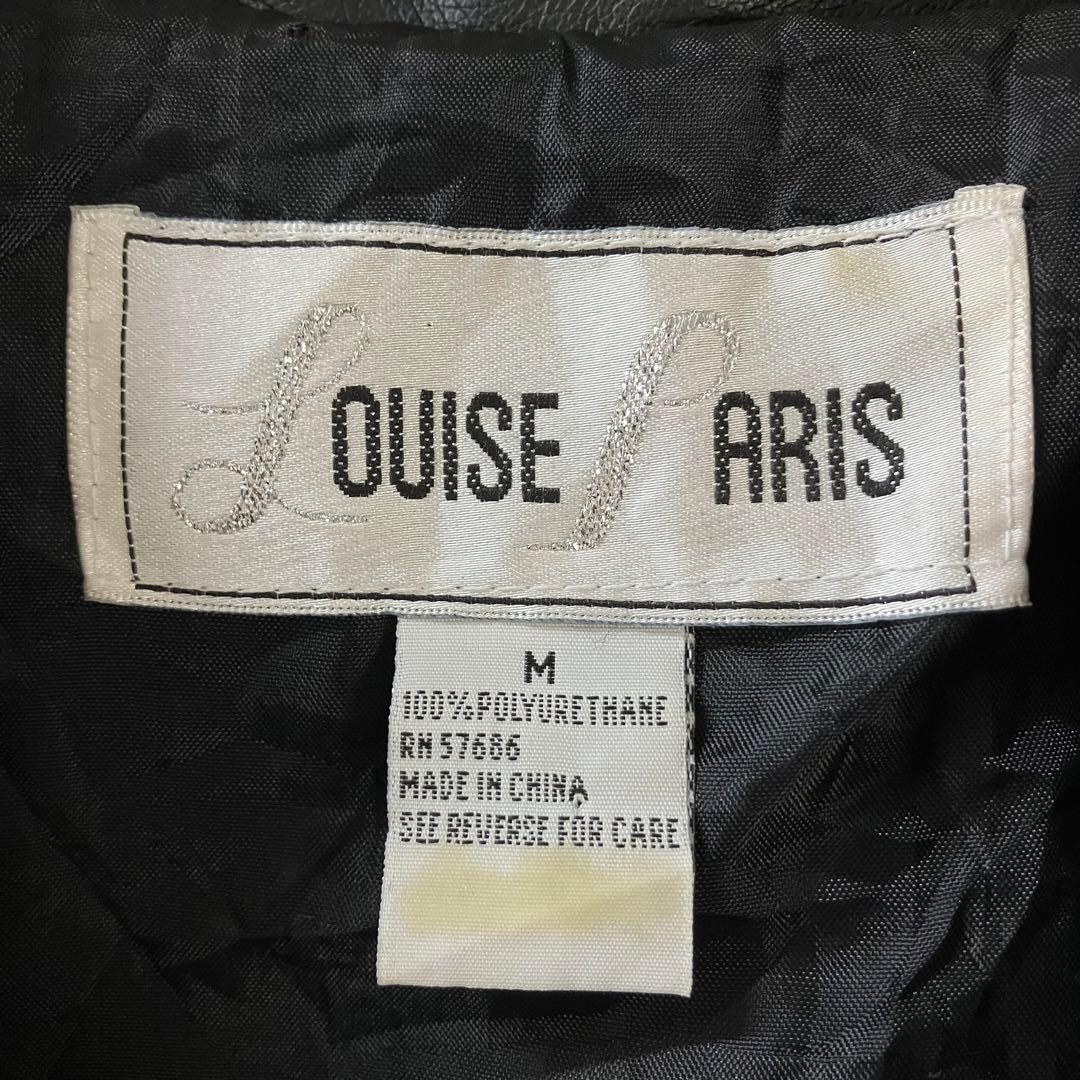 LOUISE PARIS
M
100% POLYURETHANE
RN 57686
MADE IN CHINA
SEE REVERSE FOR CARE